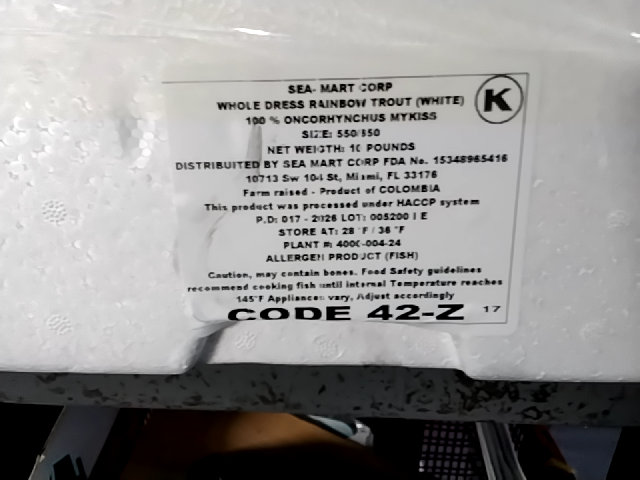 SEA- MART CORP
WHOLE DRESS RAINBOW TROUT (WHITE)
K
100 % ONCORHYNCHUS MYKISS
SIZE: 550/650
NET WEIGTH: 10 POUNDS
DISTRIBUITED BY SEA MART CORP FDA No. 15348965416
10713 Sw 104 St, Miami, FL 33176
Farm raised - Product of COLOMBIA
This product was processed under HACCP system
P.D: 017 - 2026 LOT: 005200 I E
STORE AT: 28 °F / 36 °F
PLANT #: 4000-004-24
ALLERGEN PRODUCT (FISH)
Caution, may contain bones. Food Safety guidelines
recommend cooking fish until internal Temperature reaches
145°F Appliances vary, Adjust accordingly
CODE 42-Z 17